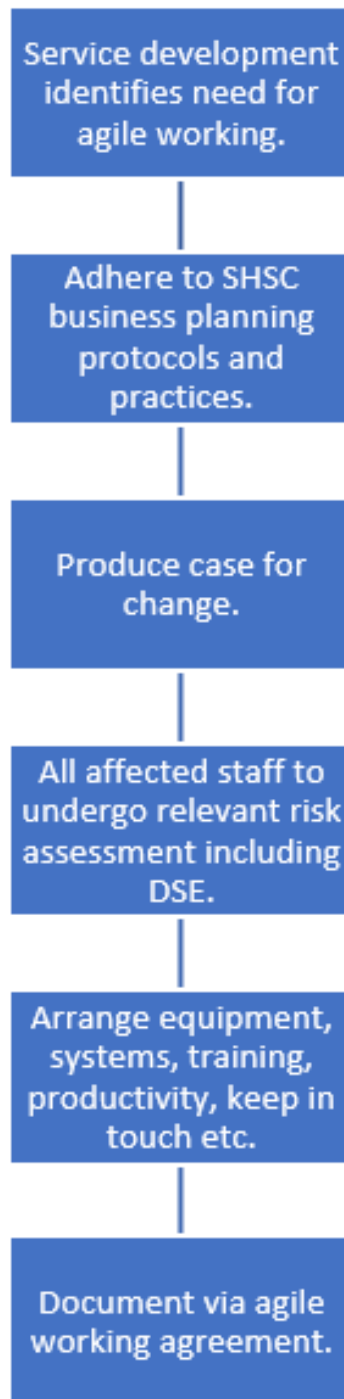 Service development
identifies need for
agile working.
Adhere to SHSC
business planning
protocols and
practices.
Produce case for
change.
All affected staff to
undergo relevant risk
assessment including
DSE.
Arrange equipment,
systems, training,
productivity, keep in
touch etc.
Document via agile
working agreement.